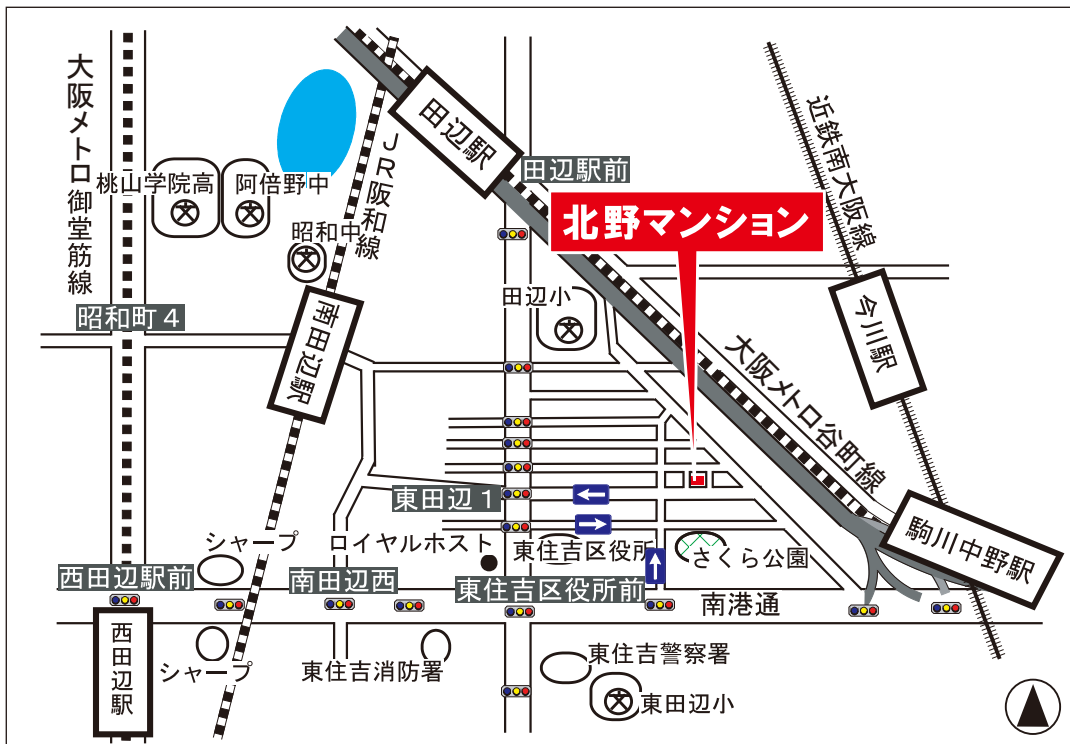 大阪メトロ御堂筋線
桃山学院高
阿倍野中
昭和中
JR阪和線
田辺駅
田辺駅前
北野マンション
近鉄南大阪線
昭和町4
南田辺駅
田辺小
今川駅
大阪メトロ谷町線
東田辺1
駒川中野駅
シャープ
ロイヤルホスト
東住吉区役所
さくら公園
西田辺駅前
南田辺西
東住吉区役所前
南港通
西田辺駅
シャープ
東住吉消防署
東住吉警察署
東田辺小